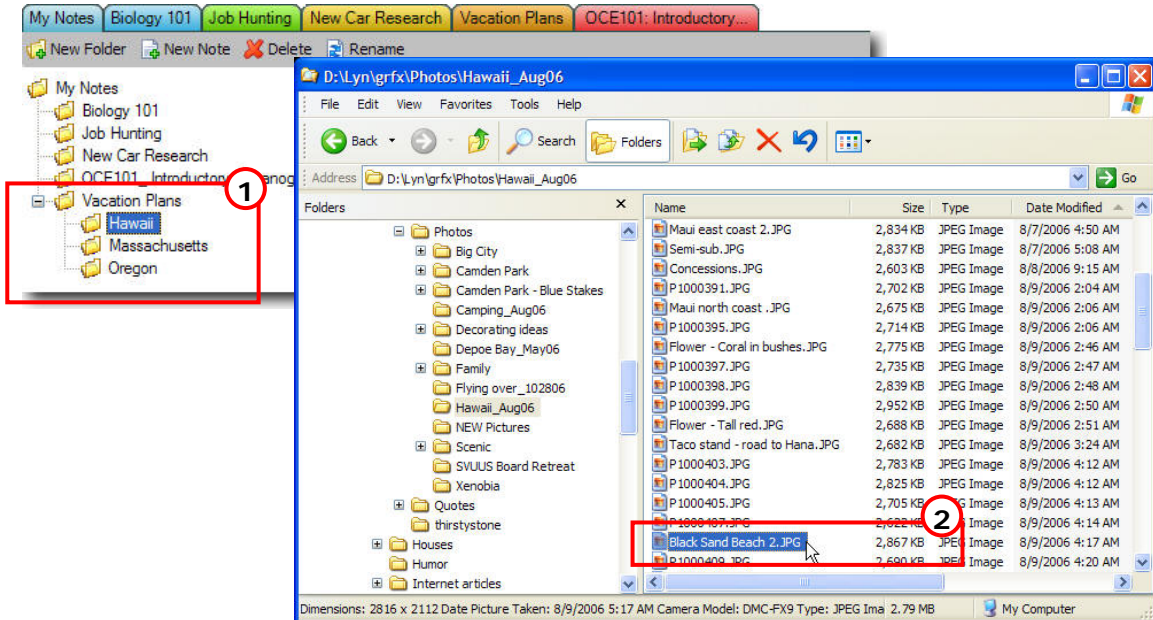 My Notes Biology 101 Job Hunting New Car Research Vacation Plans OCE101: Introductory...
New Folder New Note Delete Rename
My Notes
Biology 101
Job Hunting
New Car Research
OCE101_Introductory
Vacation Plans
Hawaii
Massachusetts
Oregon
1
D:\Lyn\grfx\Photos\Hawaii_Aug06
File Edit View Favorites Tools Help
Back Search Folders
Address D:\Lyn\grfx\Photos\Hawaii_Aug06 Go
Folders x
Photos
Big City
Camden Park
Camden Park - Blue Stakes
Camping_Aug06
Decorating ideas
Depoe Bay_May06
Family
Flying over_102806
Hawaii_Aug06
NEW Pictures
Scenic
SVUUS Board Retreat
Xenobia
Quotes
thirstystone
Houses
Humor
Internet articles
Name Size Type Date Modified
Maui east coast 2.JPG 2,834 KB JPEG Image 8/7/2006 4:50 AM
Semi-sub.JPG 2,837 KB JPEG Image 8/7/2006 5:08 AM
Concessions.JPG 2,603 KB JPEG Image 8/8/2006 9:15 AM
P1000391.JPG 2,702 KB JPEG Image 8/9/2006 2:04 AM
Maui north coast .JPG 2,675 KB JPEG Image 8/9/2006 2:06 AM
P1000395.JPG 2,714 KB JPEG Image 8/9/2006 2:06 AM
Flower - Coral in bushes.JPG 2,775 KB JPEG Image 8/9/2006 2:46 AM
P1000397.JPG 2,735 KB JPEG Image 8/9/2006 2:47 AM
P1000398.JPG 2,839 KB JPEG Image 8/9/2006 2:48 AM
P1000399.JPG 2,952 KB JPEG Image 8/9/2006 2:50 AM
Flower - Tall red.JPG 2,688 KB JPEG Image 8/9/2006 2:51 AM
Taco stand - road to Hana.JPG 2,682 KB JPEG Image 8/9/2006 3:24 AM
P1000403.JPG 2,783 KB JPEG Image 8/9/2006 4:12 AM
P1000404.JPG 2,825 KB JPEG Image 8/9/2006 4:12 AM
P1000405.JPG 2,705 KB JPEG Image 8/9/2006 4:13 AM
P1000407.JPG 2,622 KB Image 8/9/2006 4:14 AM
2
Black Sand Beach 2.JPG 2,867 KB JPEG Image 8/9/2006 4:17 AM
P1000409.JPG 2,690 KB JPEG Image 8/9/2006 4:20 AM
Dimensions: 2816 x 2112 Date Picture Taken: 8/9/2006 5:17 AM Camera Model: DMC-FX9 Type: JPEG Ima 2.79 MB My Computer